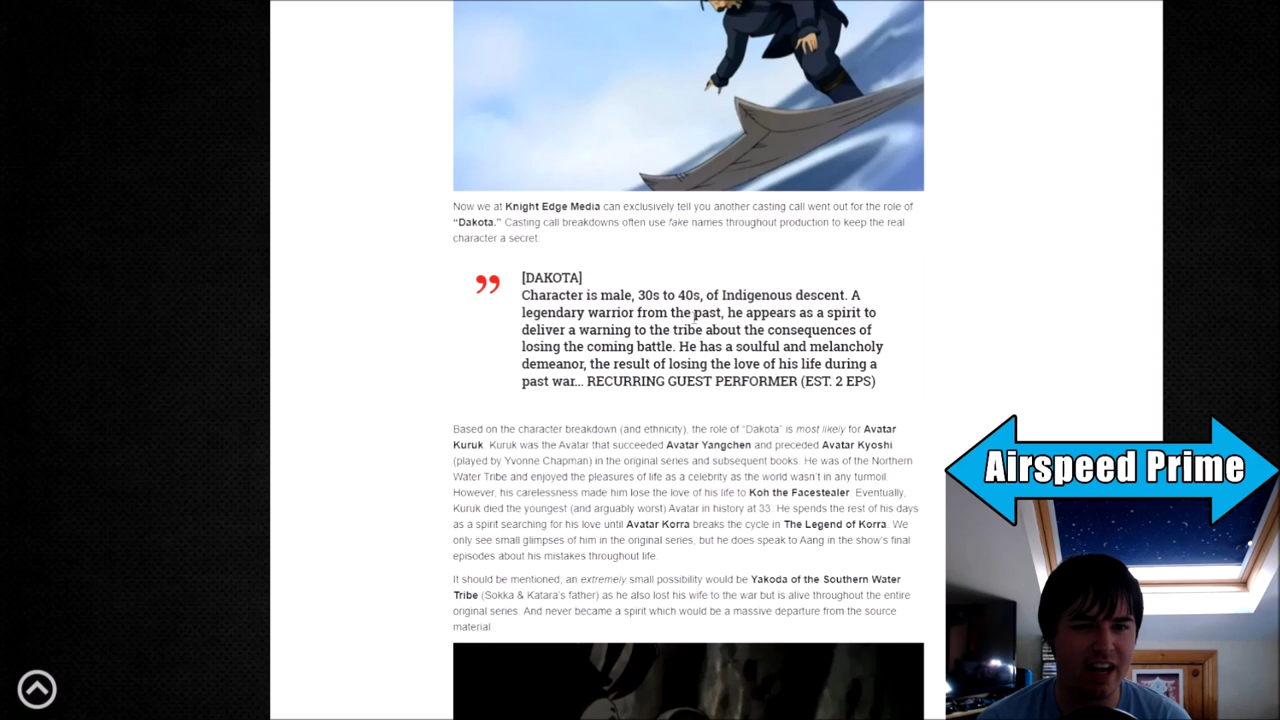 Now we at Knight Edge Media can exclusively tell you another casting call went out for the role of
“Dakota.” Casting call breakdowns often use fake names throughout production to keep the real
character a secret.
[DAKOTA]
Character is male, 30s to 40s, of Indigenous descent. A
legendary warrior from the past, he appears as a spirit to
deliver a warning to the tribe about the consequences of
losing the coming battle. He has a soulful and melancholy
demeanor, the result of losing the love of his life during a
past war... RECURRING GUEST PERFORMER (EST. 2 EPS)
Based on the character breakdown (and ethnicity), the role of “Dakota” is most likely for Avatar
Kuruk. Kuruk was the Avatar that succeeded Avatar Yangchen and preceded Avatar Kyoshi
(played by Yvonne Chapman) in the original series and subsequent books. He was of the Northern
Water Tribe and enjoyed the pleasures of life as a celebrity as the world wasn’t in any turmoil.
However, his carelessness made him lose the love of his life to Koh the Facestealer. Eventually,
Kuruk died the youngest (and arguably worst) Avatar in history at 33. He spends the rest of his days
as a spirit searching for his love until Avatar Korra breaks the cycle in The Legend of Korra. We
only see small glimpses of him in the original series, but he does speak to Aang in the show’s final
episodes about his mistakes throughout life.
It should be mentioned, an extremely small possibility would be Yakoda of the Southern Water
Tribe (Sokka & Katara’s father) as he also lost his wife to the war but is alive throughout the entire
original series. And never became a spirit which would be a massive departure from the source
material.
Airspeed Prime